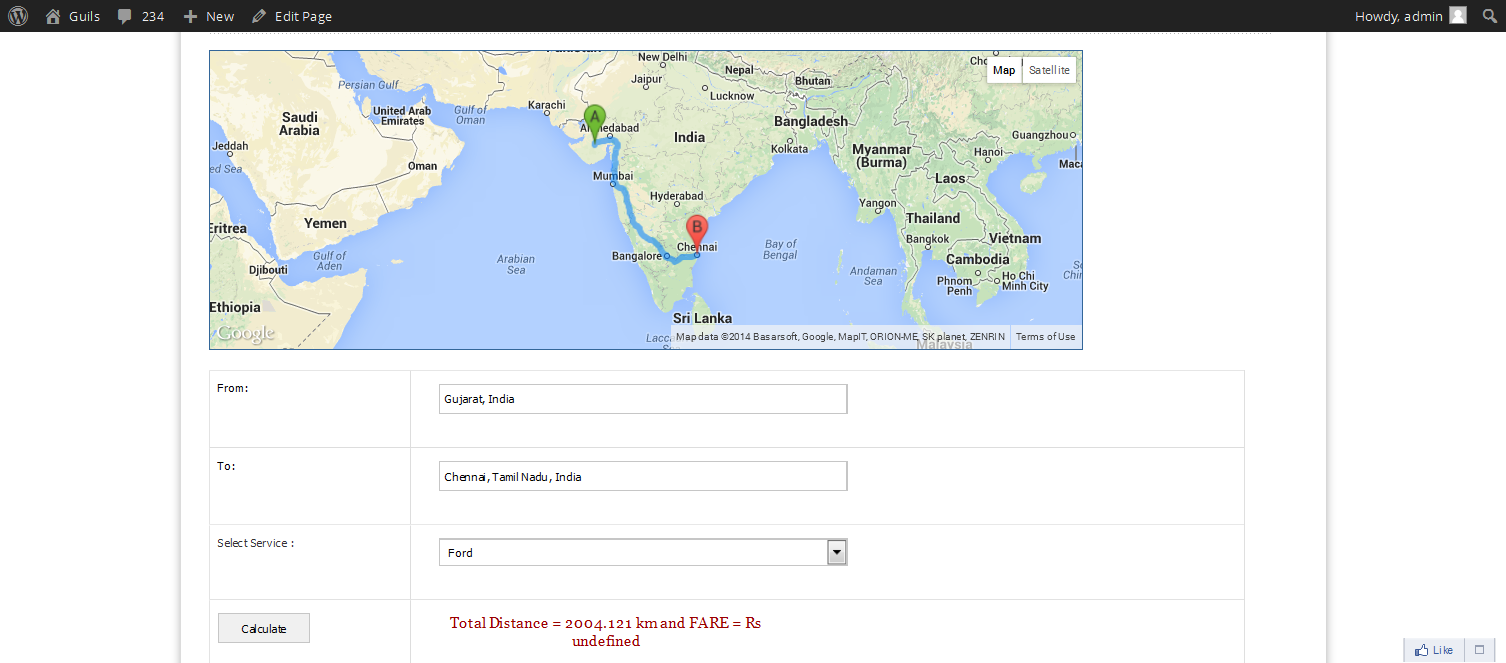 Guils 234 New Edit Page Howdy, admin
Pakistan
New Delhi
Nepal
Map Satellite
Jaipur
Bhutan
Persian Gulf
Lucknow
Karachi
Gulf of Oman
United Arab Emirates
A
Saudi Arabia
Bangladesh
India
Guangzhou
Jeddah
Kolkata
Myanmar (Burma)
Hanoi
Oman
Laos
Mumbai
Hyderabad
Yangon
Thailand
Yemen
Eritrea
B
Chennai
Bangkok
Vietnam
Bay of Bengal
Bangalore
Gulf of Aden
Arabian Sea
Cambodia
Djibouti
Andaman Sea
Phnom Penh
Ho Chi Minh City
Ethiopia
Sri Lanka
Google
Map data ©2014 Basarsoft, Google, MapIT, ORION-ME, SK planet, ZENRIN Terms of Use
Malaysia
From: Gujarat, India
To: Chennai, Tamil Nadu, India
Select Service : Ford
Calculate Total Distance = 2004.121 km and FARE = Rs
undefined
Like